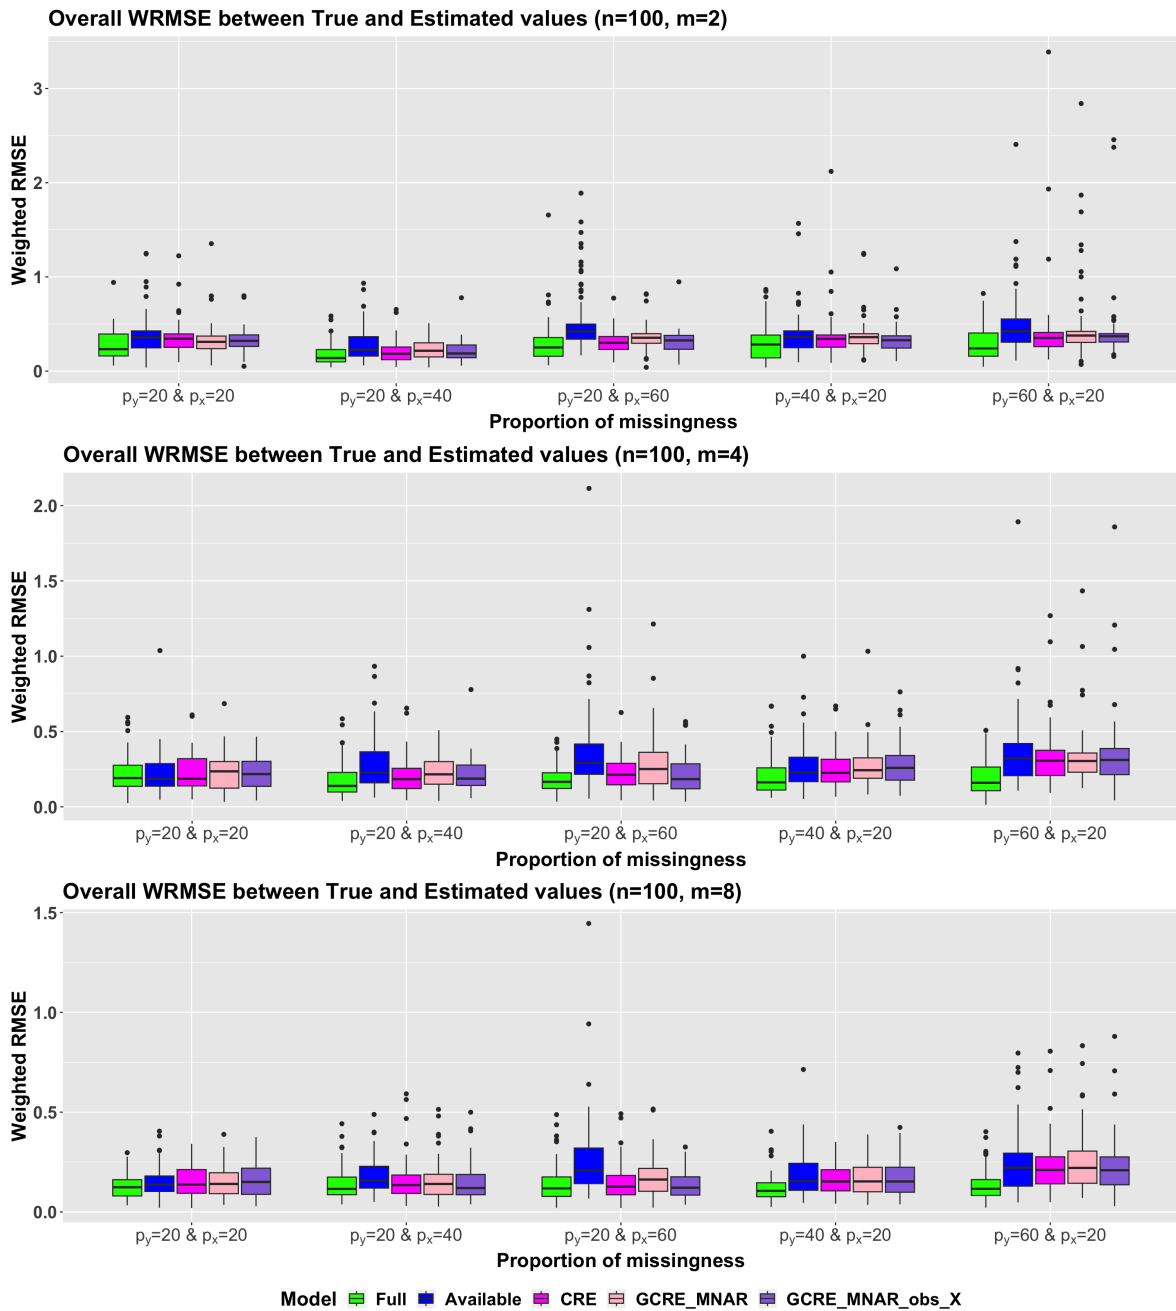 Overall WRMSE between True and Estimated values (n=100, m=2)
Weighted RMSE
3
2
1
0
py=20 & px=20
py=20 & px=40
py=20 & px=60
py=40 & px=20
py=60 & px=20
Proportion of missingness
Overall WRMSE between True and Estimated values (n=100, m=4)
Weighted RMSE
2.0
1.5
1.0
0.5
0.0
py=20 & px=20
py=20 & px=40
py=20 & px=60
py=40 & px=20
py=60 & px=20
Proportion of missingness
Overall WRMSE between True and Estimated values (n=100, m=8)
Weighted RMSE
1.5
1.0
0.5
0.0
py=20 & px=20
py=20 & px=40
py=20 & px=60
py=40 & px=20
py=60 & px=20
Proportion of missingness
Model Full Available CRE GCRE_MNAR GCRE_MNAR_obs_X